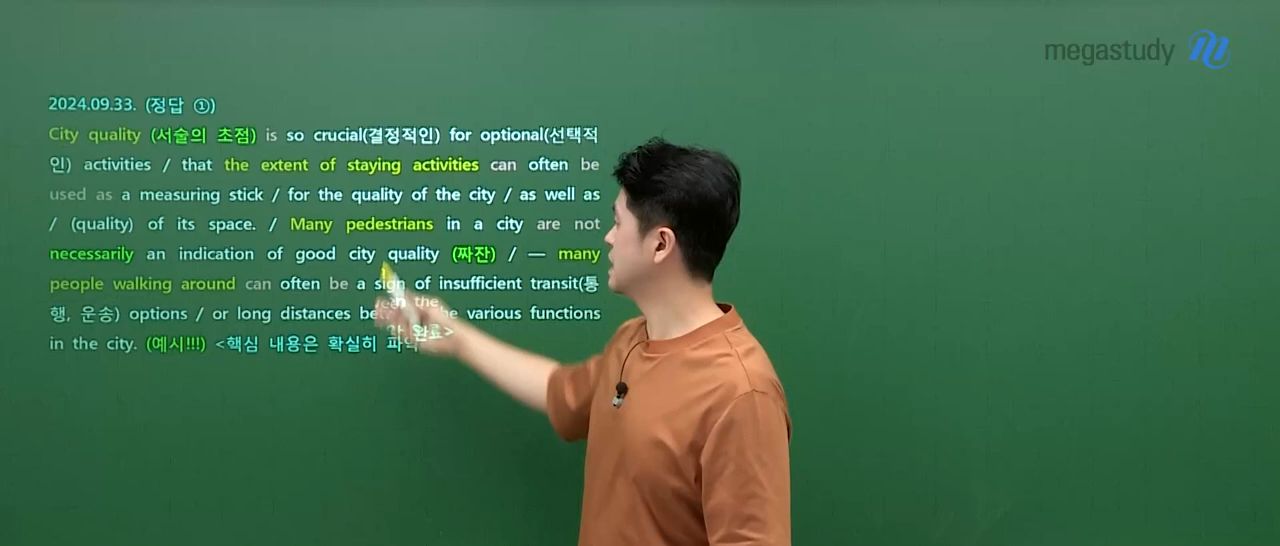 megastudy
2024.09.33. (정답 ①)
City quality (서술의 초점) is so crucial(결정적인) for optional(선택적
인) activities / that the extent of staying activities can often be
used as a measuring stick / for the quality of the city / as well as
/ (quality) of its space. / Many pedestrians in a city are not
necessarily an indication of good city quality (짜잔) / — many
people walking around can often be a sign of insufficient transit(통
행, 운송) options / or long distances between the various functions
in the city. (예시!!!) <핵심 내용은 확실히 파악 완료>